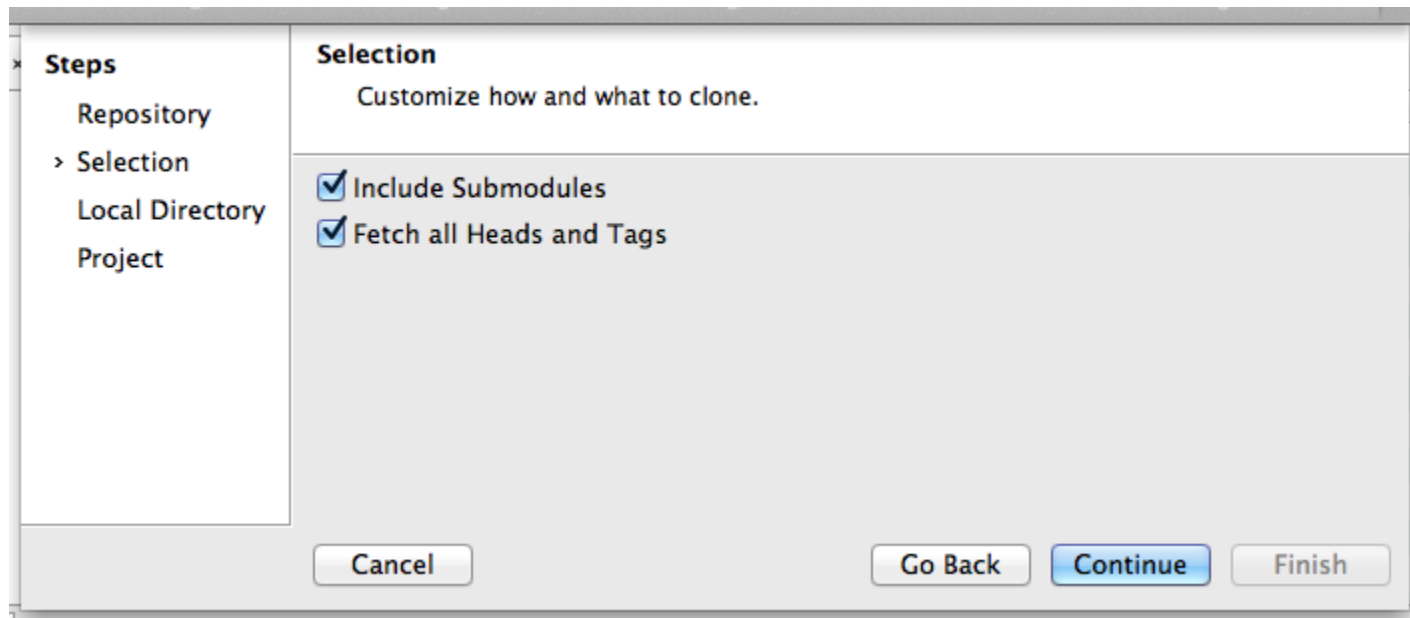 Steps
Repository
› Selection
Local Directory
Project
Selection
Customize how and what to clone.
Include Submodules
Fetch all Heads and Tags
Cancel
Go Back
Continue
Finish